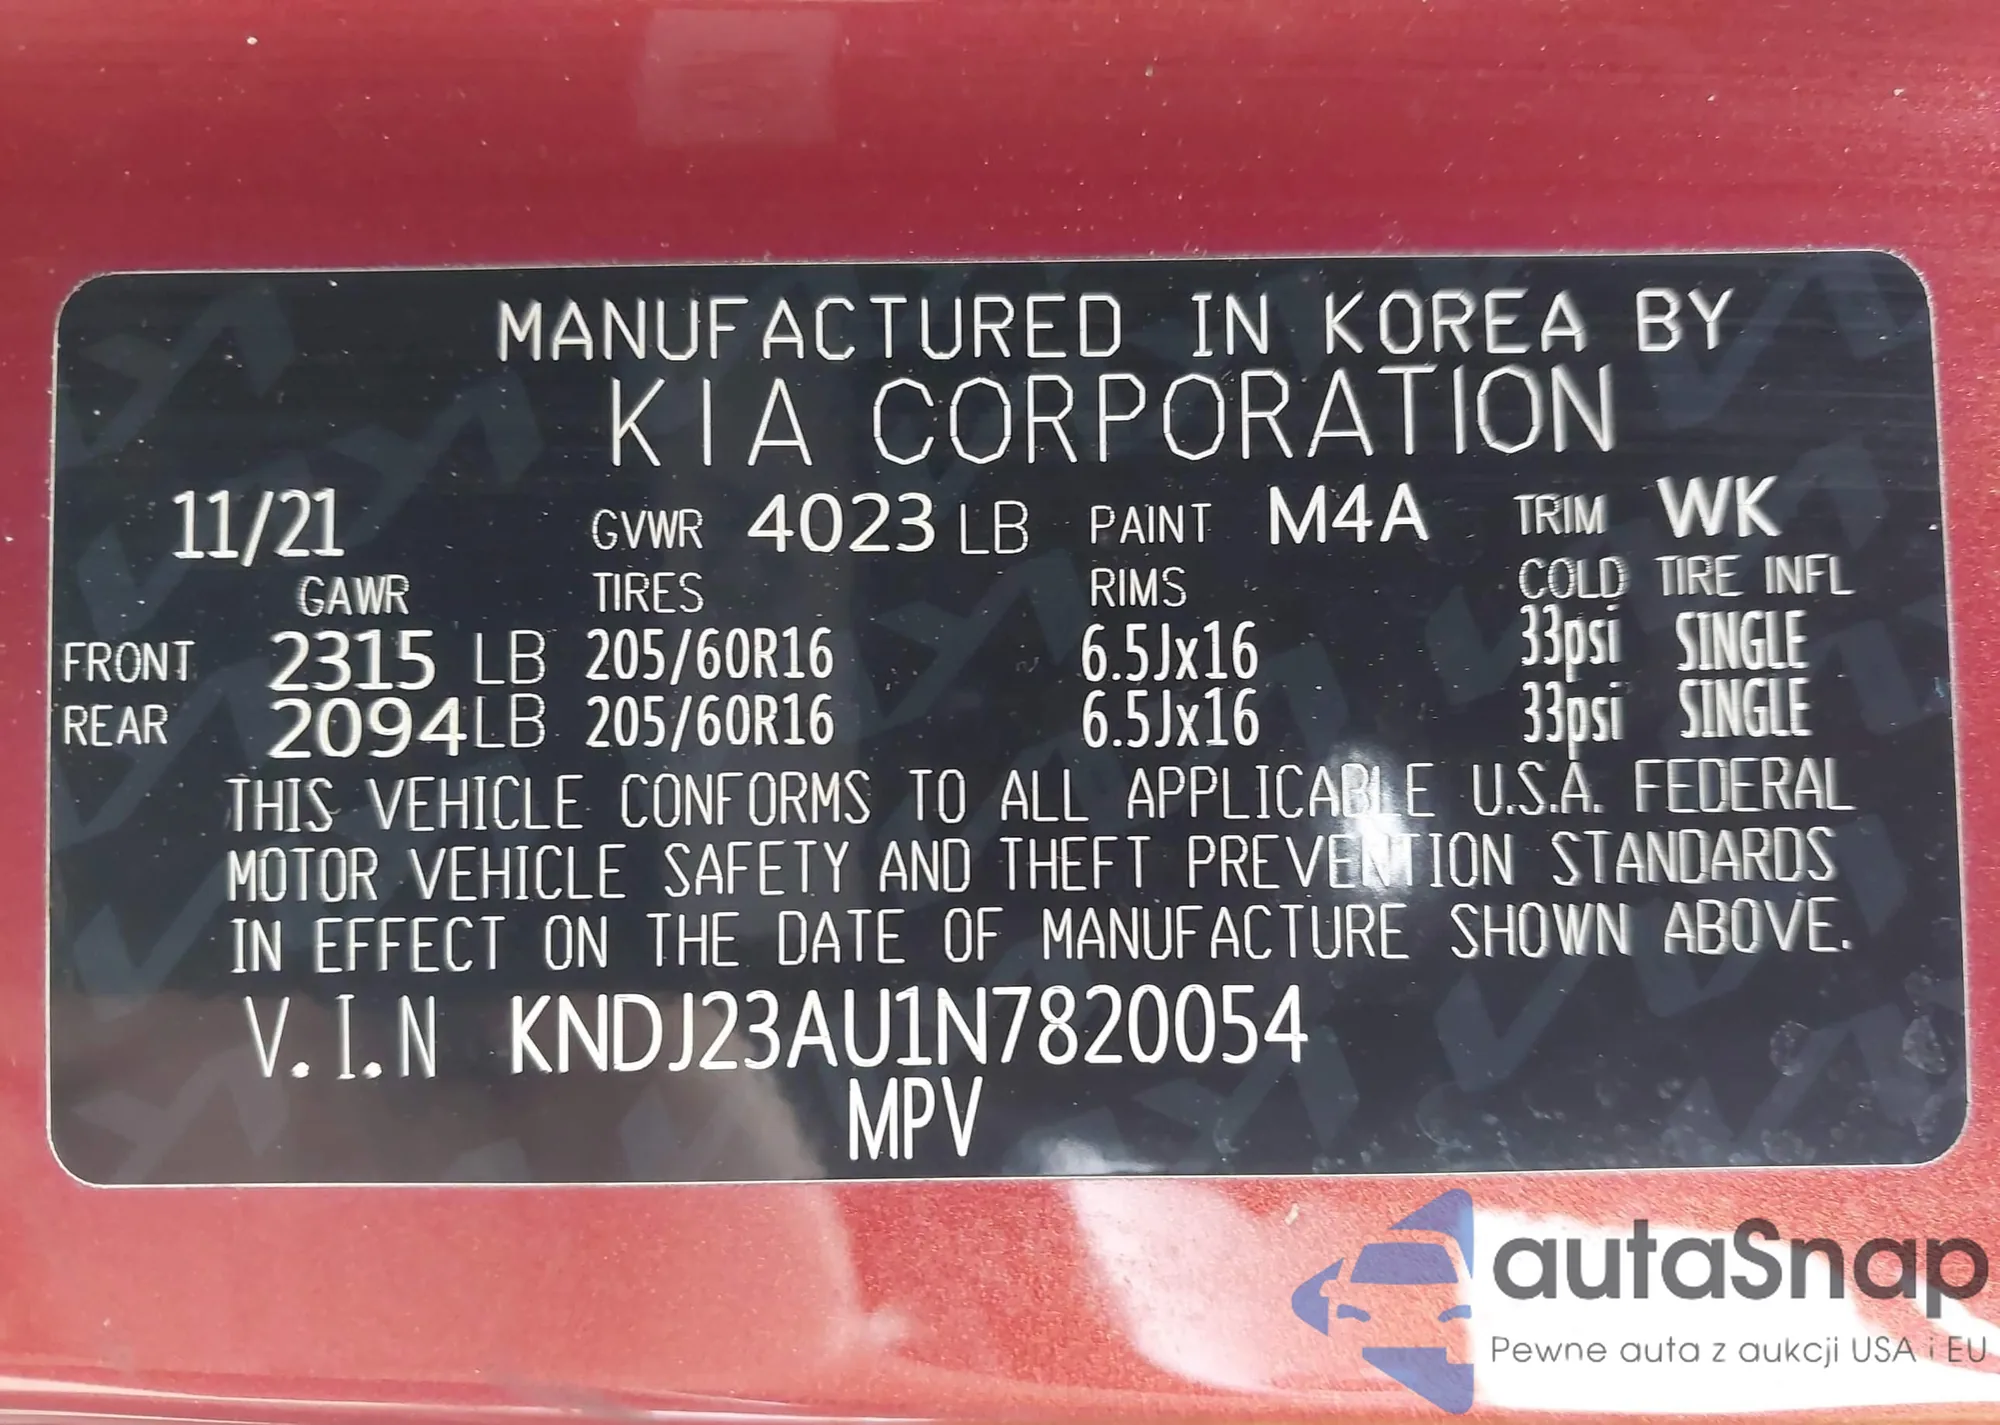 MANUFACTURED IN KOREA BY
KIA CORPORATION
11/21 GVWR 4023 LB PAINT M4A TRIM WK
GAWR TIRES RIMS COLD TIRE INFL
FRONT 2315 LB 205/60R16 6.5Jx16 33psi SINGLE
REAR 2094 LB 205/60R16 6.5Jx16 33psi SINGLE
THIS VEHICLE CONFORMS TO ALL APPLICABLE U.S.A. FEDERAL
MOTOR VEHICLE SAFETY AND THEFT PREVENTION STANDARDS
IN EFFECT ON THE DATE OF MANUFACTURE SHOWN ABOVE.
V.I.N KNDJ23AU1N7820054
MPV
autaSnap
Pewne auta z aukcji USA i EU